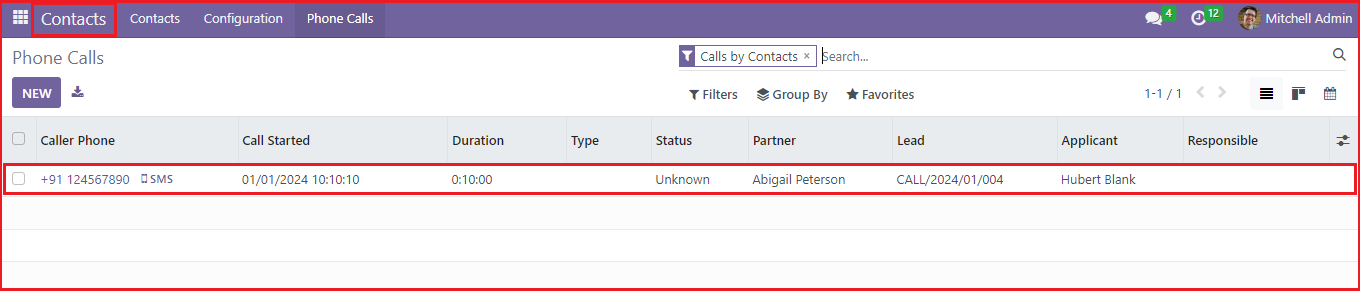 Contacts Contacts Configuration Phone Calls 4 12 Mitchell Admin
Phone Calls Calls by Contacts × Search...
NEW Filters Group By Favorites 1-1 / 1
Caller Phone Call Started Duration Type Status Partner Lead Applicant Responsible
+91 124567890 SMS 01/01/2024 10:10:10 0:10:00 Unknown Abigail Peterson CALL/2024/01/004 Hubert Blank